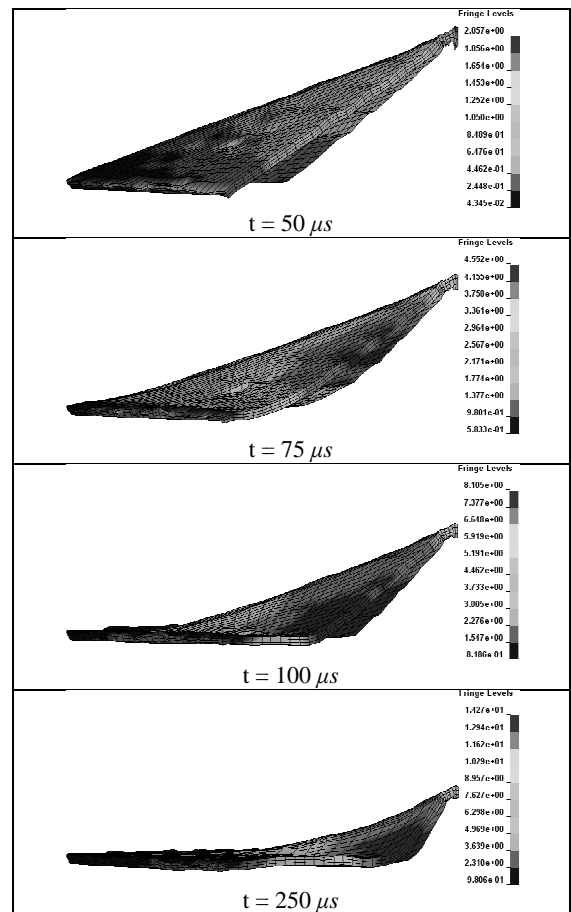 Fringe Levels
2.057e+00
1.856e+00
1.654e+00
1.453e+00
1.252e+00
1.050e+00
8.489e-01
6.476e-01
4.462e-01
2.448e-01
4.345e-02
t = 50 μs
Fringe Levels
4.552e+00
4.155e+00
3.758e+00
3.361e+00
2.964e+00
2.567e+00
2.171e+00
1.774e+00
1.377e+00
9.801e-01
5.833e-01
t = 75 μs
Fringe Levels
8.105e+00
7.377e+00
6.648e+00
5.919e+00
5.191e+00
4.462e+00
3.733e+00
3.005e+00
2.276e+00
1.547e+00
8.186e-01
t = 100 μs
Fringe Levels
1.427e+01
1.294e+01
1.162e+01
1.029e+01
8.957e+00
7.627e+00
6.298e+00
4.969e+00
3.639e+00
2.310e+00
9.806e-01
t = 250 μs